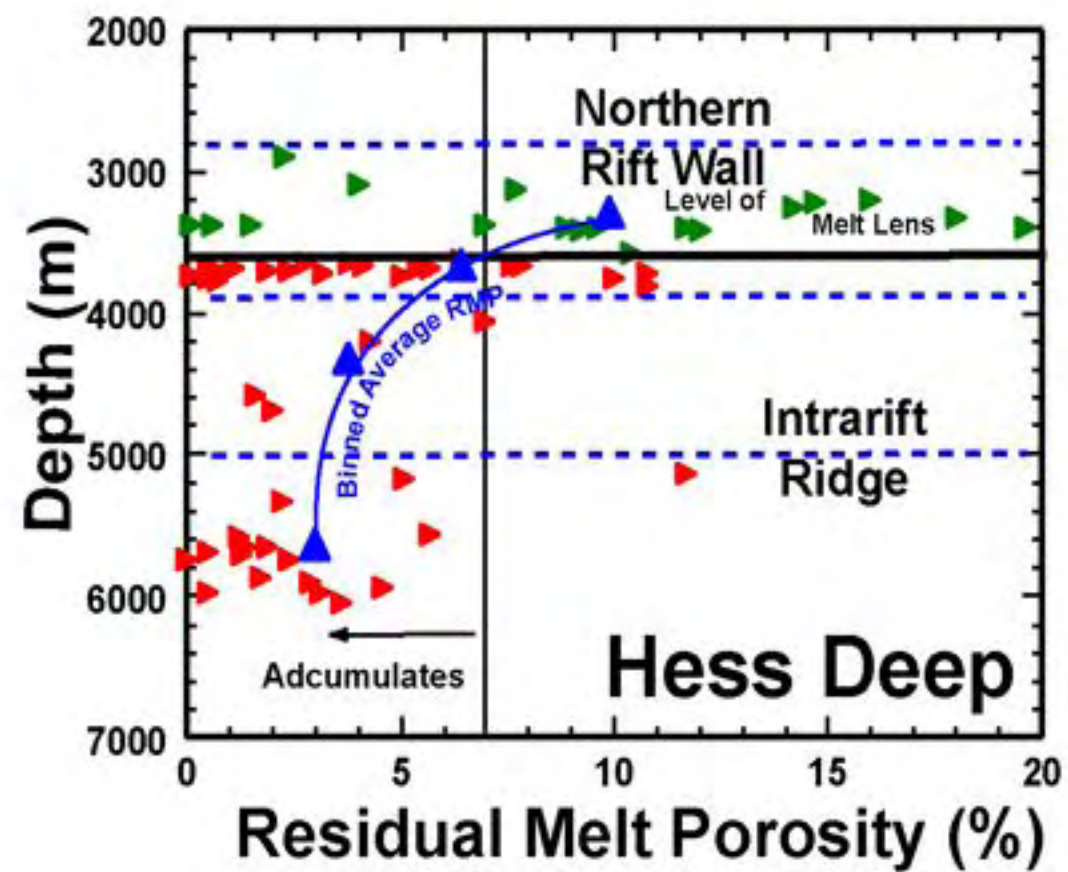 2000
3000
4000
5000
6000
7000
Depth (m)
Northern
Rift Wall
Level of
Melt Lens
Binned Average RMP
Intrarift
Ridge
Adcumulates
Hess Deep
0
5
10
15
20
Residual Melt Porosity (%)